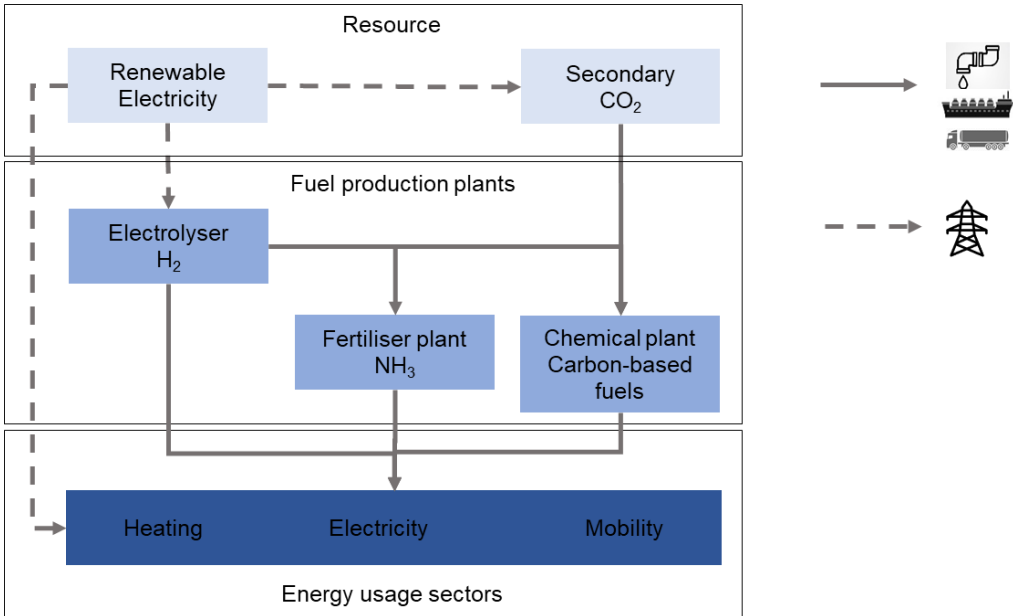 Resource
Renewable
Electricity
Secondary
CO₂
Fuel production plants
Electrolyser
H₂
Fertiliser plant
NH₃
Chemical plant
Carbon-based
fuels
Heating
Electricity
Mobility
Energy usage sectors